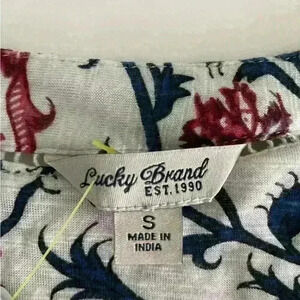 Lucky Brand
EST.1990
S
MADE IN
INDIA